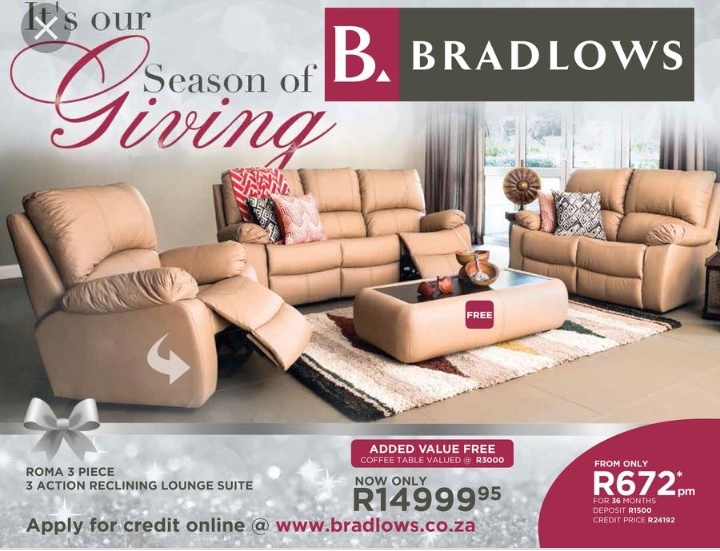 It's our
Season of
Giving
B. BRADLOWS
FREE
ROMA 3 PIECE
3 ACTION RECLINING LOUNGE SUITE
Apply for credit online @ www.bradlows.co.za
ADDED VALUE FREE
COFFEE TABLE VALUED @ R3000
NOW ONLY
R14999 95
FROM ONLY
R672* pm
FOR 36 MONTHS
DEPOSIT R1500
CREDIT PRICE R24192